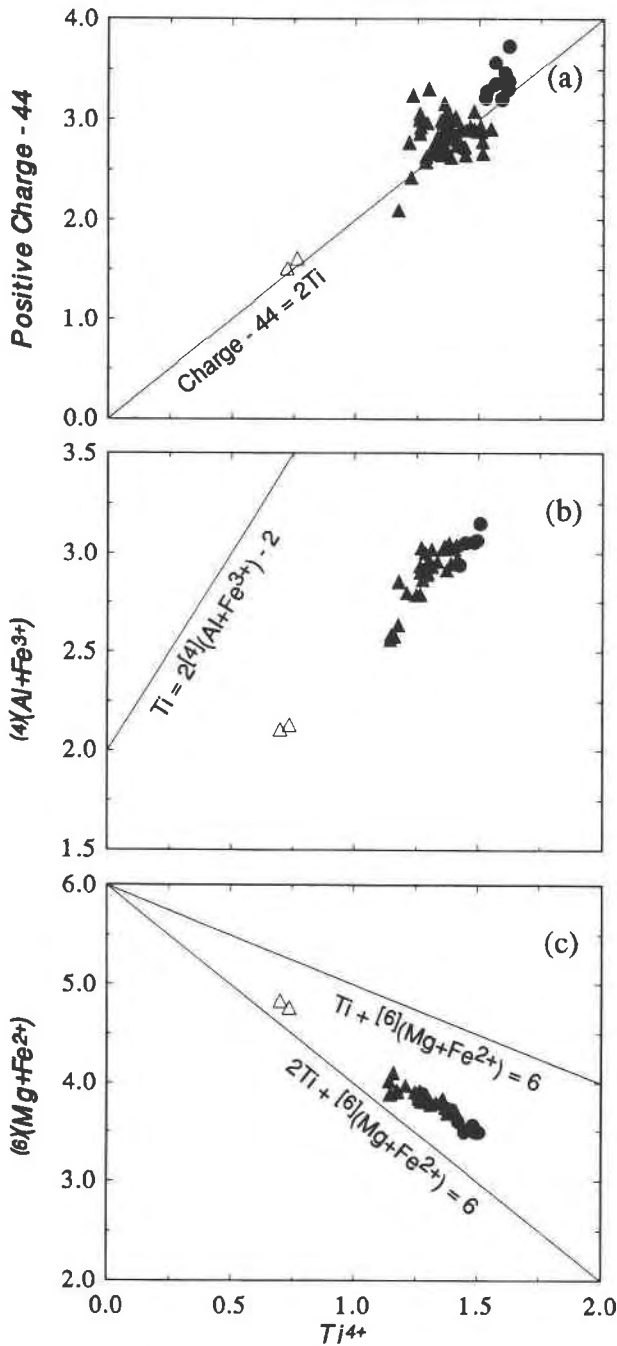 4.0
(a)
3.0
2.0
1.0
0.0
Positive Charge - 44
Charge - 44 = 2Ti
3.5
(b)
3.0
2.5
2.0
1.5
(4)(Al+Fe3+)
Ti = 2[4](Al+Fe3+) - 2
6.0
(c)
5.0
4.0
3.0
2.0
(6)(Mg+Fe2+)
Ti + [6](Mg+Fe2+) = 6
2Ti + [6](Mg+Fe2+) = 6
0.0 0.5 1.0 1.5 2.0
Ti4+